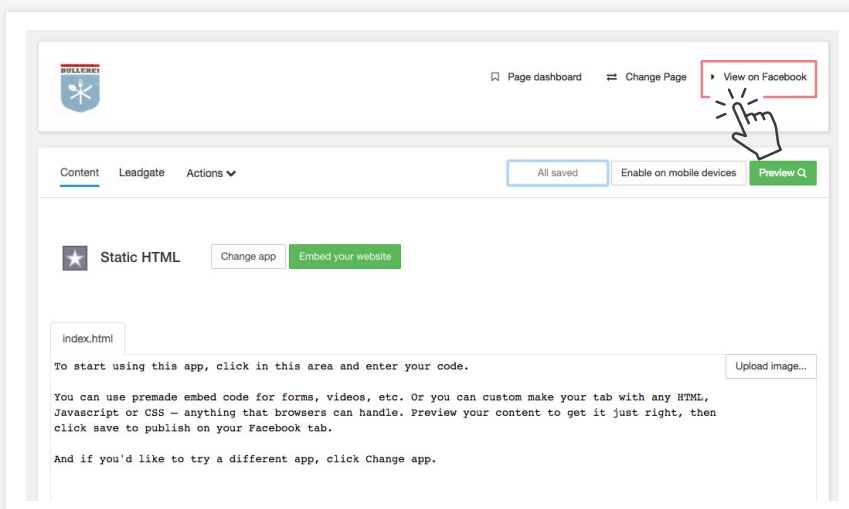 BULLEREI
Page dashboard
Change Page
View on Facebook
Content
Leadgate
Actions
All saved
Enable on mobile devices
Preview
Static HTML
Change app
Embed your website
index.html
To start using this app, click in this area and enter your code.
Upload image...
You can use premade embed code for forms, videos, etc. Or you can custom make your tab with any HTML,
Javascript or CSS — anything that browsers can handle. Preview your content to get it just right, then
click save to publish on your Facebook tab.
And if you'd like to try a different app, click Change app.